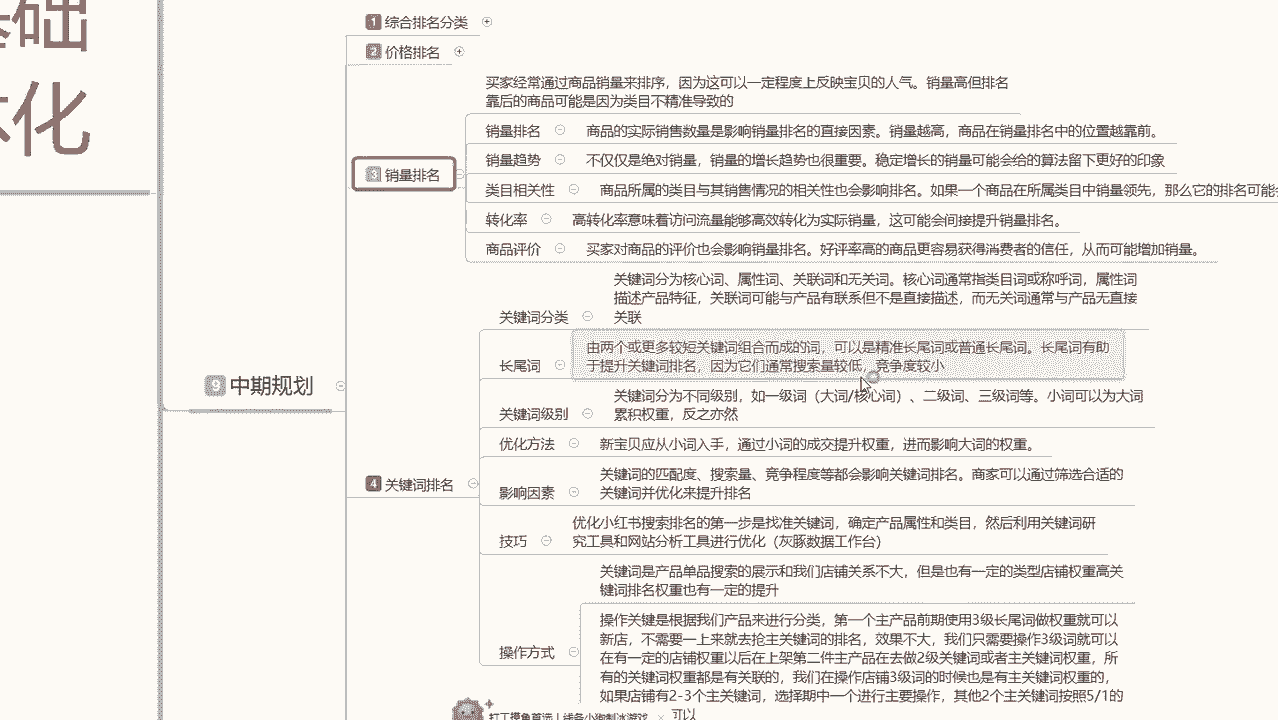 础
化
1 综合排名分类
2 价格排名
买家经常通过商品销量来排序，因为这可以一定程度上反映宝贝的人气。销量高但排名
靠后的商品可能是因为类目不精准导致的
销量排名 商品的实际销售数量是影响销量排名的直接因素。销量越高，商品在销量排名中的位置越靠前。
销量趋势 不仅仅是绝对销量，销量的增长趋势也很重要。稳定增长的销量可能会给的算法留下更好的印象
3 销量排名
类目相关性 商品所属的类目与其销售情况的相关性也会影响排名。如果一个商品在所属类目中销量领先，那么它的排名可能
转化率 高转化率意味着访问流量能够高效转化为实际销量，这可能会间接提升销量排名。
商品评价 买家对商品的评价也会影响销量排名。好评率高的商品更容易获得消费者的信任，从而可能增加销量。
关键词分为核心词、属性词、关联词和无关词。核心词通常指类目词或称呼词，属性词
描述产品特征，关联词可能与产品有联系但不是直接描述，而无关词通常与产品无直接
关键词分类 关联
由两个或更多较短关键词组合而成的词，可以是精准长尾词或普通长尾词。长尾词有助
长尾词 于提升关键词排名，因为它们通常搜索量较低，竞争度较小
9 中期规划
关键词分为不同级别，如一级词（大词/核心词）、二级词、三级词等。小词可以为大词
关键词级别 累积权重，反之亦然
优化方法 新宝贝应从小词入手，通过小词的成交提升权重，进而影响大词的权重。
4 关键词排名
关键词的匹配度、搜索量、竞争程度等都会影响关键词排名。商家可以通过筛选合适的
影响因素 关键词并优化来提升排名
优化小红书搜索排名的第一步是找准关键词，确定产品属性和类目，然后利用关键词研
技巧 究工具和网站分析工具进行优化（灰豚数据工作台）
关键词是产品单品搜索的展示和我们店铺关系不大，但是也有一定的类型店铺权重高关
键词排名权重也有一定的提升
操作关键是根据我们产品来进行分类，第一个主产品前期使用3级长尾词做权重就可以
新店，不需要一上来就去抢主关键词的排名，效果不大，我们只需要操作3级词就可以
操作方式 在有一定的店铺权重以后在上架第二件主产品在去做2级关键词或者主关键词权重，所
有的关键词权重都是有关联的，我们在操作店铺3级词的时候也是有主关键词权重的，
如果店铺有2-3个主关键词，选择期中一个进行主要操作，其他2个主关键词按照5/1的
可以